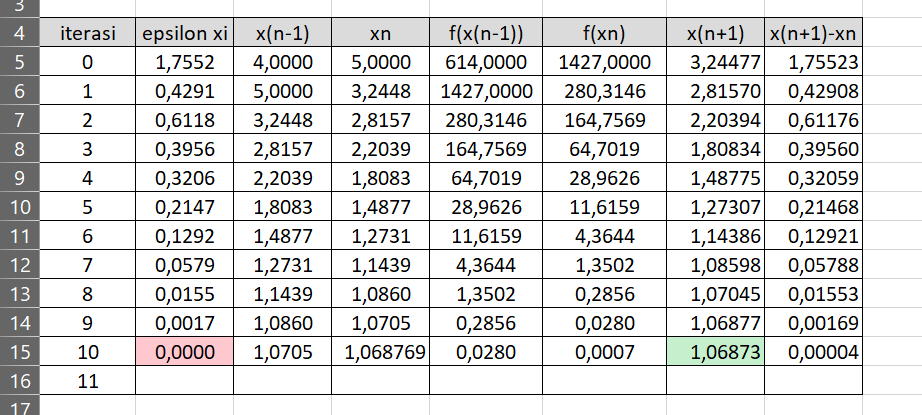 3
4 iterasi epsilon xi x(n-1) xn f(x(n-1)) f(xn) x(n+1) x(n+1)-xn
5 0 1,7552 4,0000 5,0000 614,0000 1427,0000 3,24477 1,75523
6 1 0,4291 5,0000 3,2448 1427,0000 280,3146 2,81570 0,42908
7 2 0,6118 3,2448 2,8157 280,3146 164,7569 2,20394 0,61176
8 3 0,3956 2,8157 2,2039 164,7569 64,7019 1,80834 0,39560
9 4 0,3206 2,2039 1,8083 64,7019 28,9626 1,48775 0,32059
10 5 0,2147 1,8083 1,4877 28,9626 11,6159 1,27307 0,21468
11 6 0,1292 1,4877 1,2731 11,6159 4,3644 1,14386 0,12921
12 7 0,0579 1,2731 1,1439 4,3644 1,3502 1,08598 0,05788
13 8 0,0155 1,1439 1,0860 1,3502 0,2856 1,07045 0,01553
14 9 0,0017 1,0860 1,0705 0,2856 0,0280 1,06877 0,00169
15 10 0,0000 1,0705 1,068769 0,0280 0,0007 1,06873 0,00004
16 11
17